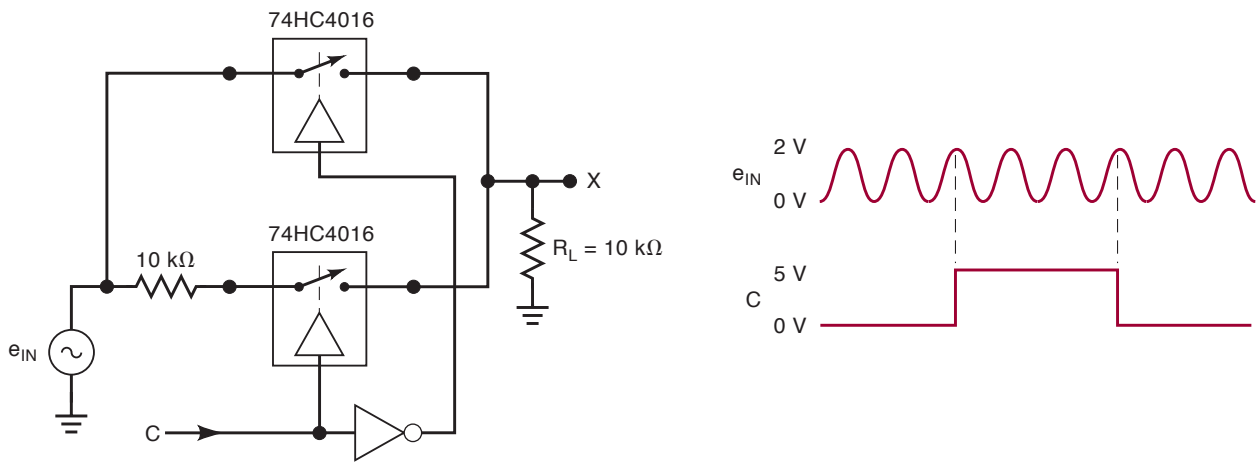 74HC4016
X
74HC4016
10 kΩ
R_L = 10 kΩ
e_IN
C
2 V
e_IN
0 V
5 V
C
0 V